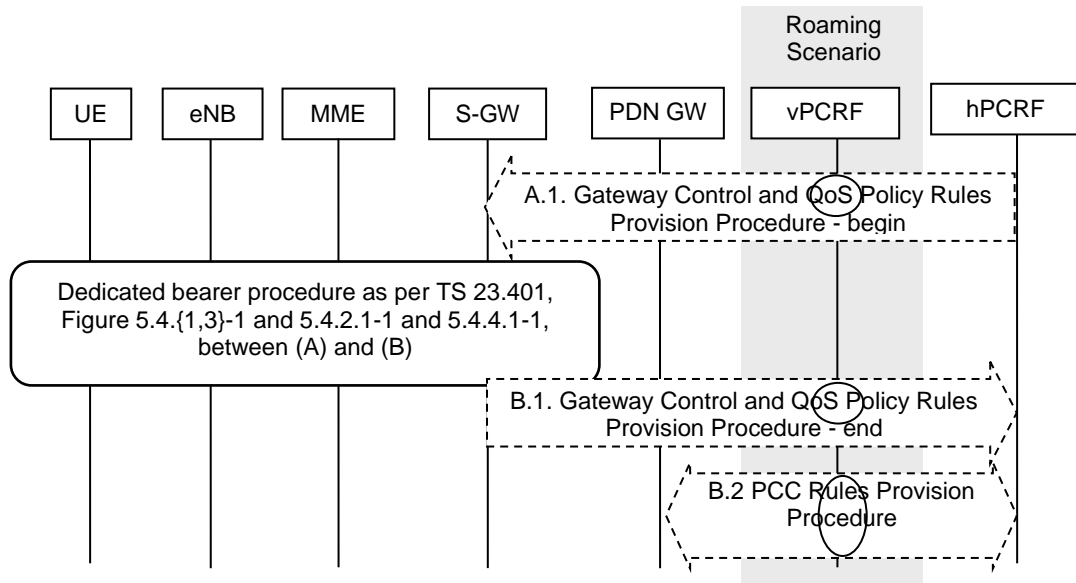 Roaming
Scenario
UE
eNB
MME
S-GW
PDN GW
vPCRF
hPCRF
A.1. Gateway Control and QoS Policy Rules
Provision Procedure - begin
Dedicated bearer procedure as per TS 23.401,
Figure 5.4.{1,3}-1 and 5.4.2.1-1 and 5.4.4.1-1,
between (A) and (B)
B.1. Gateway Control and QoS Policy Rules
Provision Procedure - end
B.2 PCC Rules Provision
Procedure